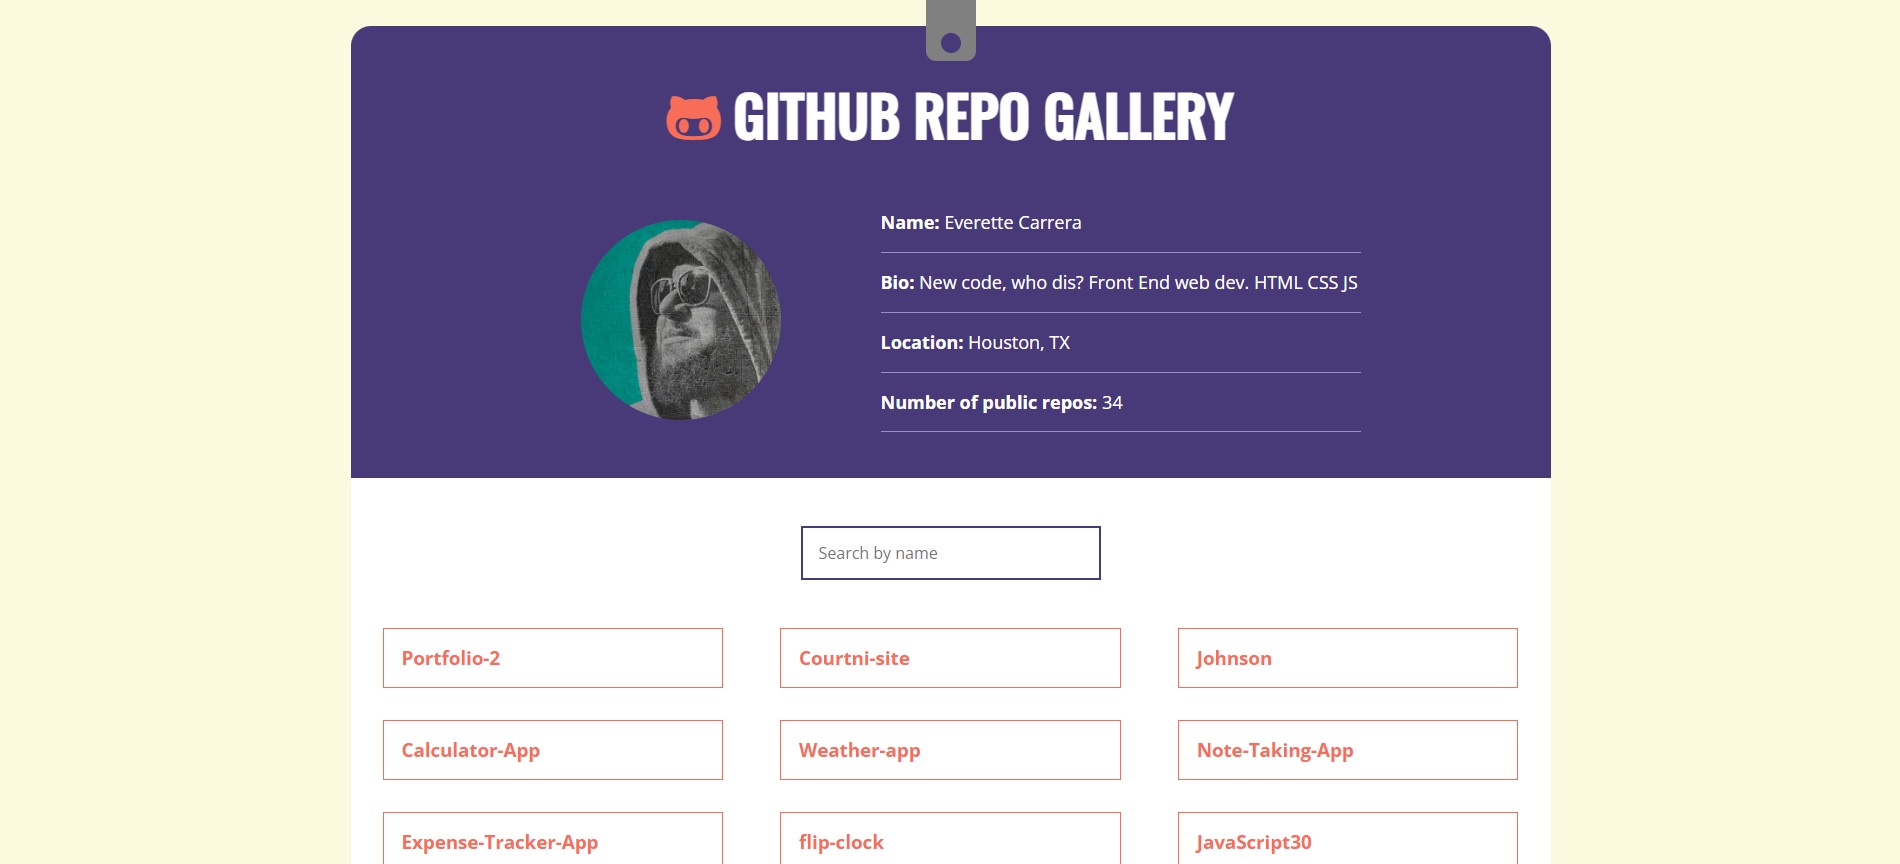 GITHUB REPO GALLERY
Name: Everette Carrera
Bio: New code, who dis? Front End web dev. HTML CSS JS
Location: Houston, TX
Number of public repos: 34
Search by name
Portfolio-2
Courtni-site
Johnson
Calculator-App
Weather-app
Note-Taking-App
Expense-Tracker-App
flip-clock
JavaScript30